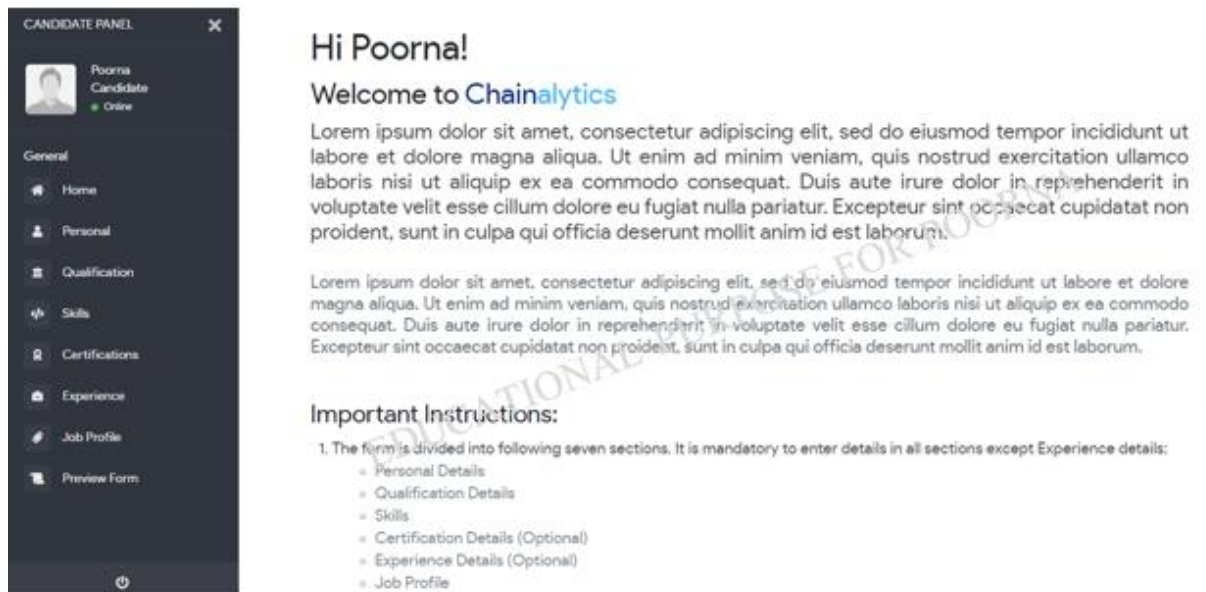 CANDIDATE PANEL
Poorna
Candidate
Online
General
Home
Personal
Qualification
Skills
Certifications
Experience
Job Profile
Preview Form
Hi Poorna!
Welcome to Chainalytics
Lorem ipsum dolor sit amet, consectetur adipiscing elit, sed do eiusmod tempor incididunt ut
labore et dolore magna aliqua. Ut enim ad minim veniam, quis nostrud exercitation ullamco
laboris nisi ut aliquip ex ea commodo consequat. Duis aute irure dolor in reprehenderit in
voluptate velit esse cillum dolore eu fugiat nulla pariatur. Excepteur sint occaecat cupidatat non
proident, sunt in culpa qui officia deserunt mollit anim id est laborum.
Lorem ipsum dolor sit amet, consectetur adipiscing elit, sed do eiusmod tempor incididunt ut labore et dolore
magna aliqua. Ut enim ad minim veniam, quis nostrud exercitation ullamco laboris nisi ut aliquip ex ea commodo
consequat. Duis aute irure dolor in reprehenderit in voluptate velit esse cillum dolore eu fugiat nulla pariatur.
Excepteur sint occaecat cupidatat non proident, sunt in culpa qui officia deserunt mollit anim id est laborum.
Important Instructions:
1. The form is divided into following seven sections. It is mandatory to enter details in all sections except Experience details:
Personal Details
Qualification Details
Skills
Certification Details (Optional)
Experience Details (Optional)
Job Profile
EDUCATIONAL PURPOSE FOR POORNA